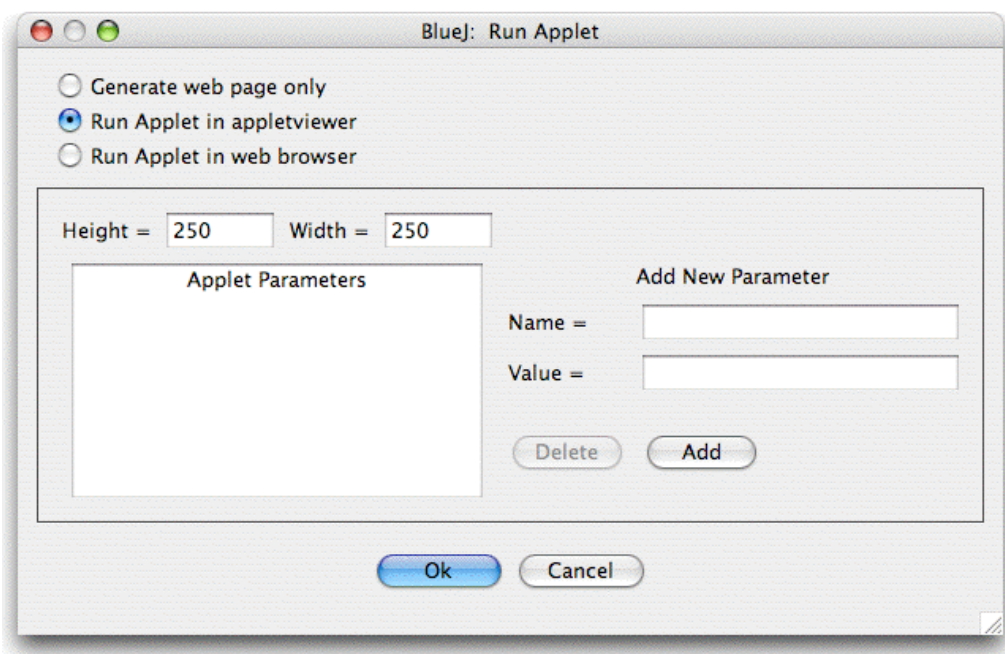 BlueJ: Run Applet
Generate web page only
Run Applet in appletviewer
Run Applet in web browser
Height = 250 Width = 250
Applet Parameters
Add New Parameter
Name =
Value =
Delete Add
Ok Cancel